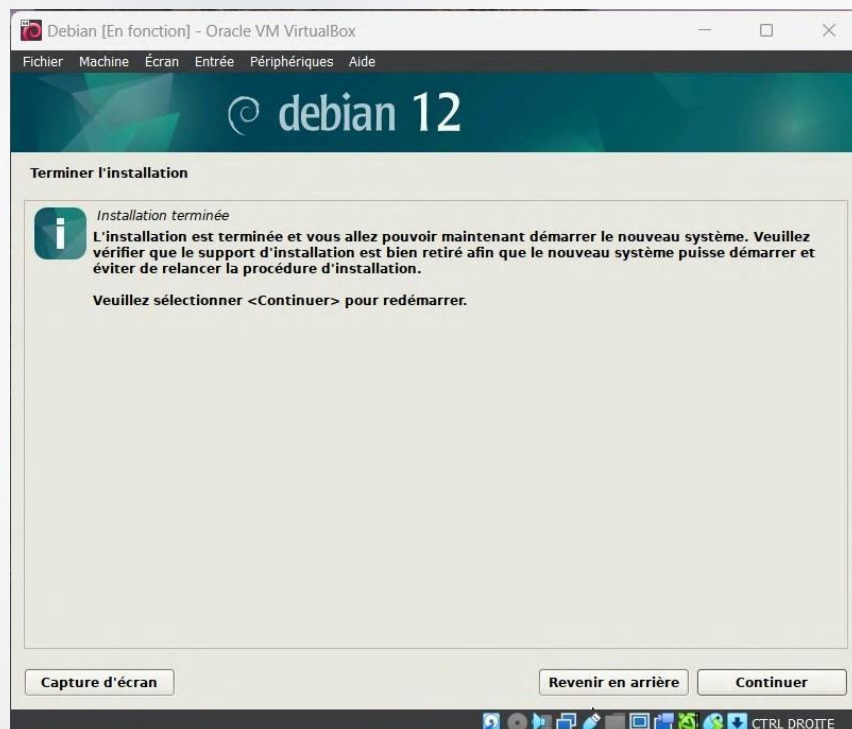 Debian [En fonction] - Oracle VM VirtualBox
Fichier Machine Écran Entrée Périphériques Aide
debian 12
Terminer l'installation
Installation terminée
L'installation est terminée et vous allez pouvoir maintenant démarrer le nouveau système. Veuillez
vérifier que le support d'installation est bien retiré afin que le nouveau système puisse démarrer et
éviter de relancer la procédure d'installation.
Veuillez sélectionner <Continuer> pour redémarrer.
Capture d'écran
Revenir en arrière
Continuer
CTRL DROITE